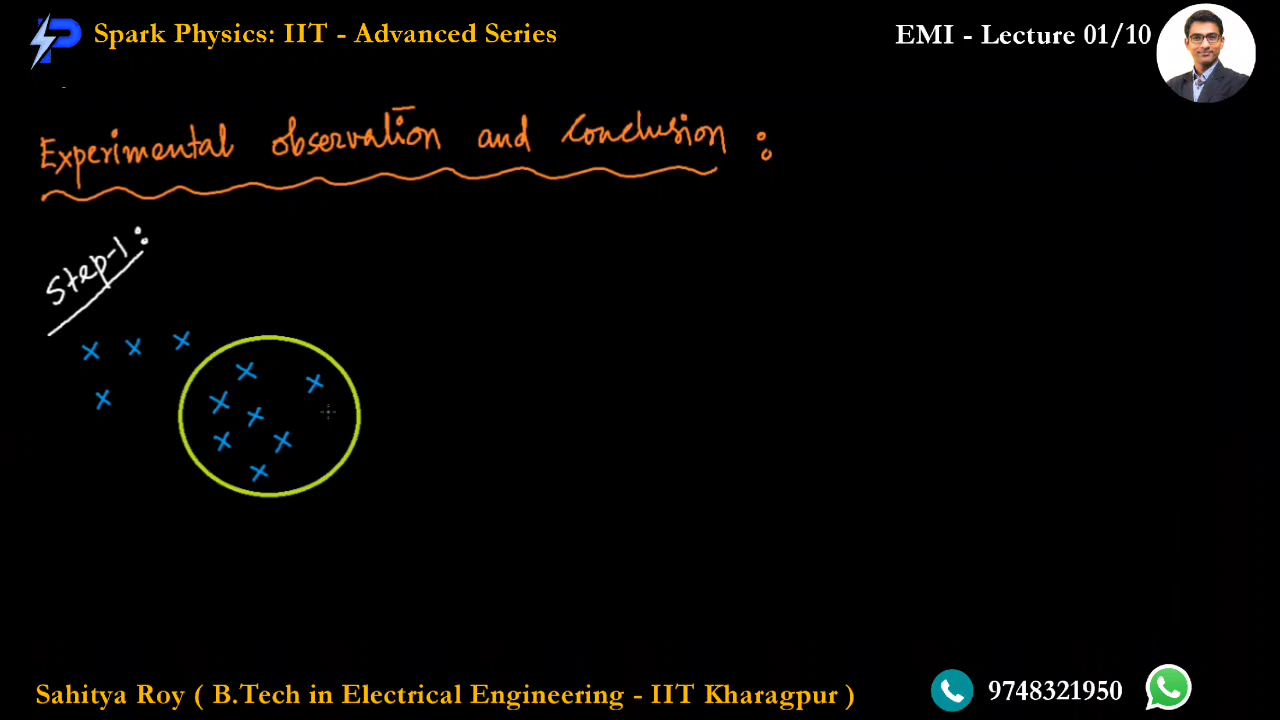 Spark Physics: IIT - Advanced Series
EMI - Lecture 01/10
Experimental observation and conclusion :
Step-1 :
x x x
x
x x
x x
x x
x
Sahitya Roy ( B.Tech in Electrical Engineering - IIT Kharagpur )
9748321950